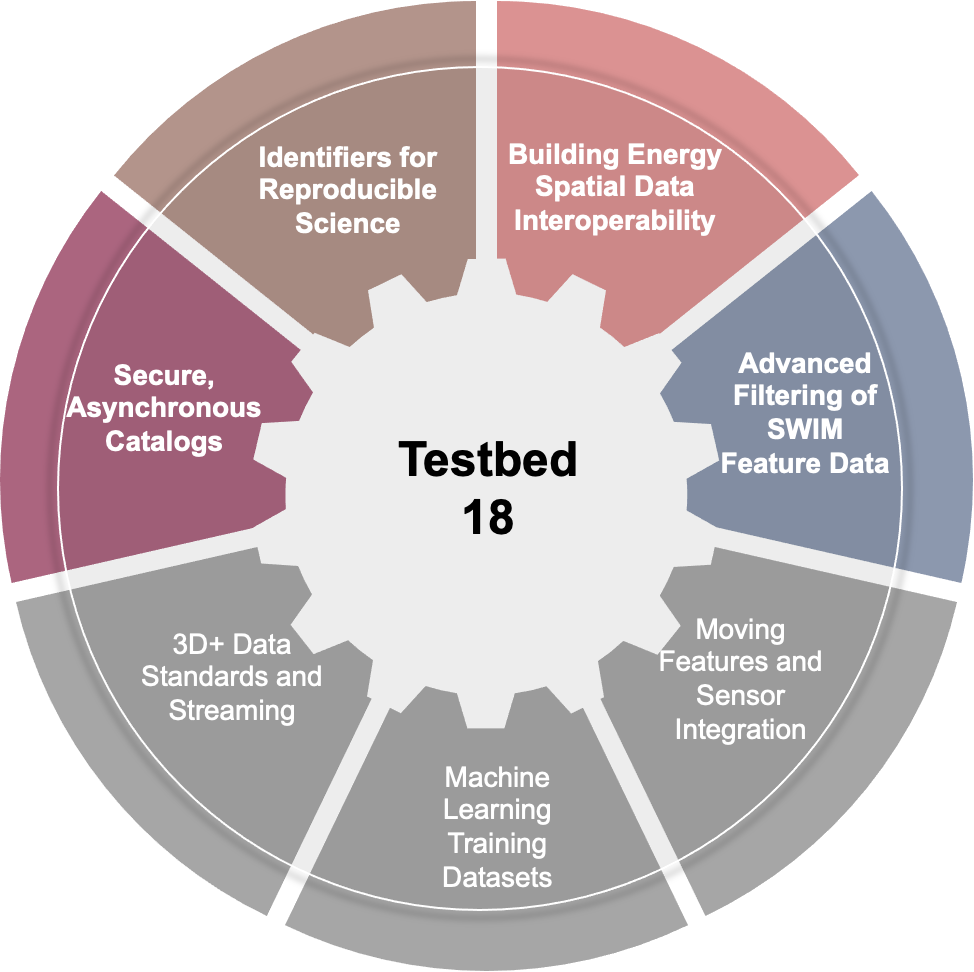 Identifiers for
Reproducible
Science
Building Energy
Spatial Data
Interoperability
Secure,
Asynchronous
Catalogs
Advanced
Filtering of
SWIM
Feature Data
Testbed
18
3D+ Data
Standards and
Streaming
Moving
Features and
Sensor
Integration
Machine
Learning
Training
Datasets